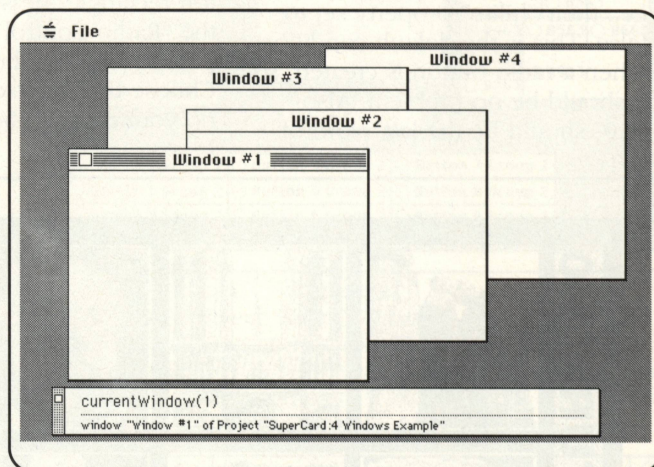 File
Window #4
Window #3
Window #2
Window #1
currentWindow(1)
window "Window #1" of Project "SuperCard:4 Windows Example"